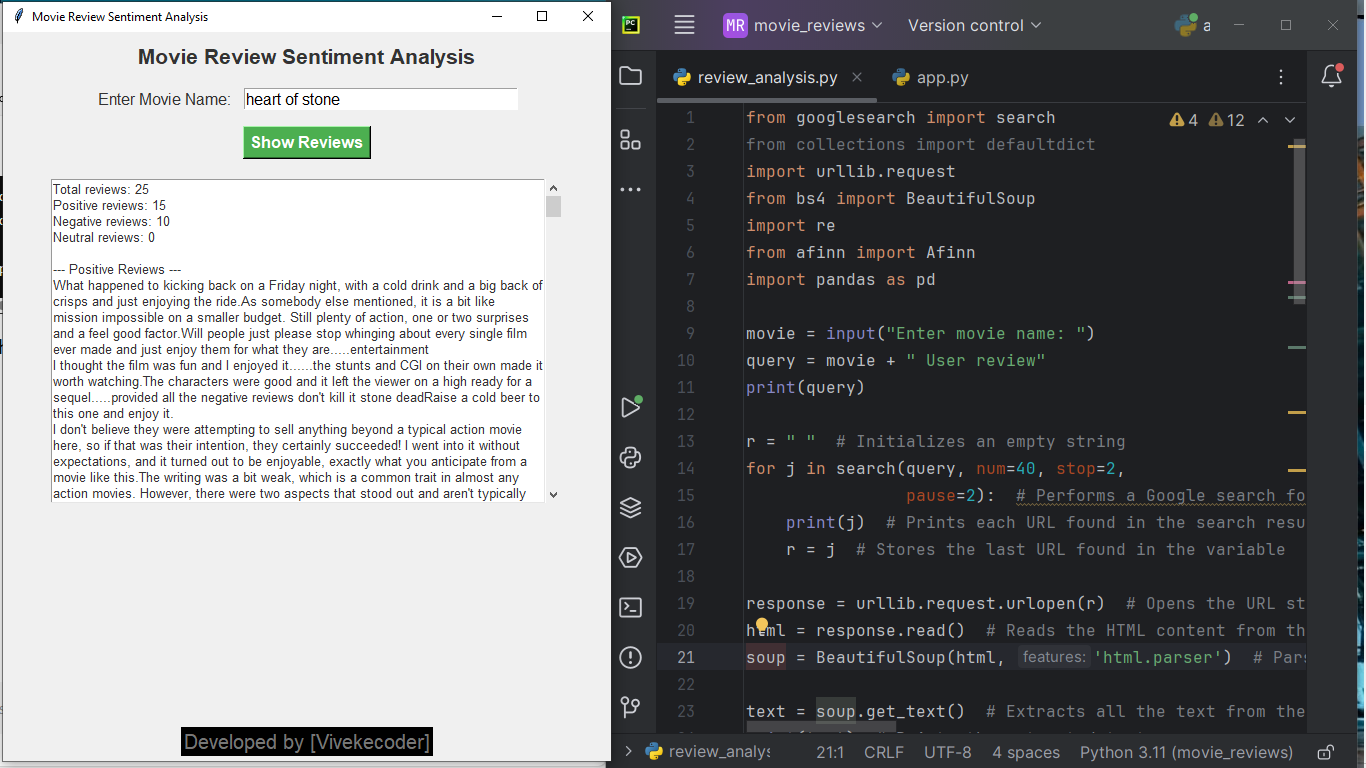 Movie Review Sentiment Analysis
Movie Review Sentiment Analysis
Enter Movie Name: heart of stone
Show Reviews
Total reviews: 25
Positive reviews: 15
Negative reviews: 10
Neutral reviews: 0
--- Positive Reviews ---
What happened to kicking back on a Friday night, with a cold drink and a big back of
crisps and just enjoying the ride.As somebody else mentioned, it is a bit like
mission impossible on a smaller budget. Still plenty of action, one or two surprises
and a feel good factor.Will people just please stop whinging about every single film
ever made and just enjoy them for what they are.....entertainment
I thought the film was fun and I enjoyed it......the stunts and CGI on their own made it
worth watching.The characters were good and it left the viewer on a high ready for a
sequel.....provided all the negative reviews don't kill it stone deadRaise a cold beer to
this one and enjoy it.
I don't believe they were attempting to sell anything beyond a typical action movie
here, so if that was their intention, they certainly succeeded! I went into it without
expectations, and it turned out to be enjoyable, exactly what you anticipate from a
movie like this.The writing was a bit weak, which is a common trait in almost any
action movies. However, there were two aspects that stood out and aren't typically
Developed by [Vivekecoder]
PC
MR movie_reviews Version control a
review_analysis.py app.py
4 12
1 from googlesearch import search
2 from collections import defaultdict
3 import urllib.request
4 from bs4 import BeautifulSoup
5 import re
6 from afinn import Afinn
7 import pandas as pd
8
9 movie = input("Enter movie name: ")
10 query = movie + " User review"
11 print(query)
12
13 r = " " # Initializes an empty string
14 for j in search(query, num=40, stop=2,
15 pause=2): # Performs a Google search fo
16 print(j) # Prints each URL found in the search resu
17 r = j # Stores the last URL found in the variable
18
19 response = urllib.request.urlopen(r) # Opens the URL st
20 html = response.read() # Reads the HTML content from th
21 soup = BeautifulSoup(html, features: 'html.parser') # Pars
22
23 text = soup.get_text() # Extracts all the text from the
review_analys 21:1 CRLF UTF-8 4 spaces Python 3.11 (movie_reviews)